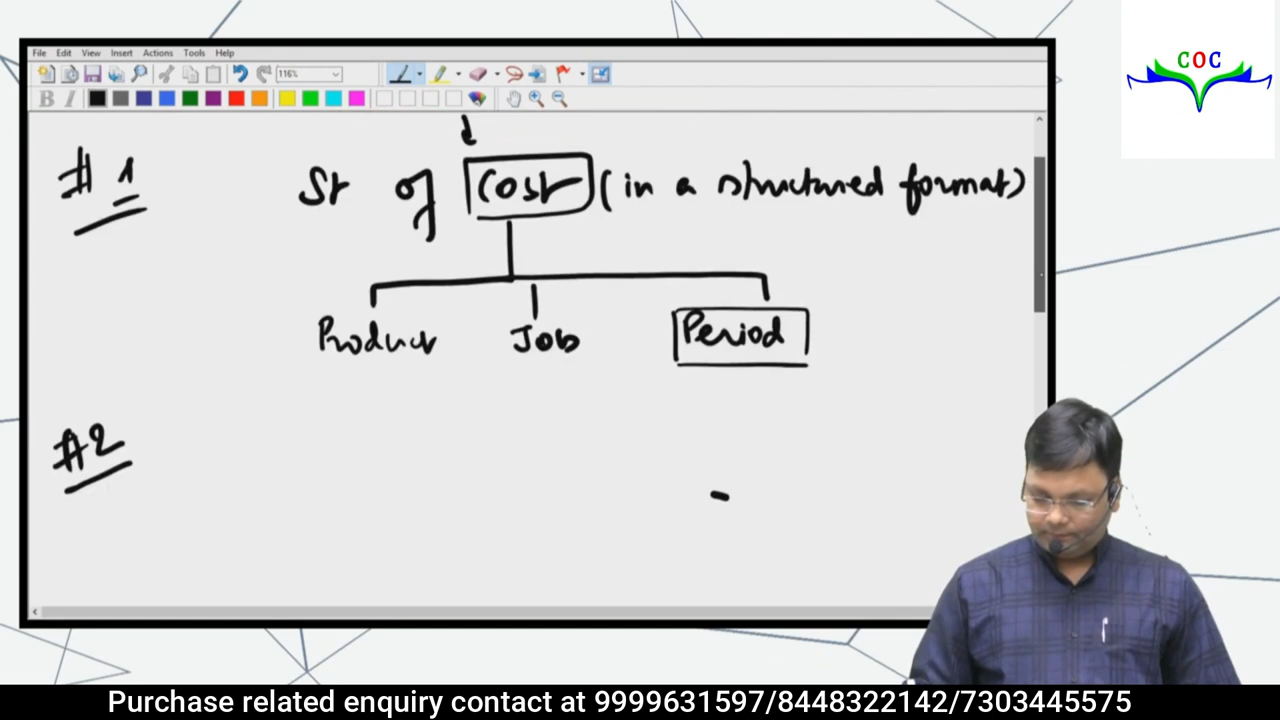 COC
File Edit View Insert Actions Tools Help
116%
B I
#1 St of Cost (in a structured format)
Product Job Period
#2
Purchase related enquiry contact at 9999631597/8448322142/7303445575